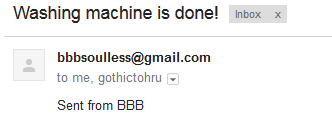 Washing machine is done! Inbox x
bbbsoulless@gmail.com
to me, gothictohru
Sent from BBB